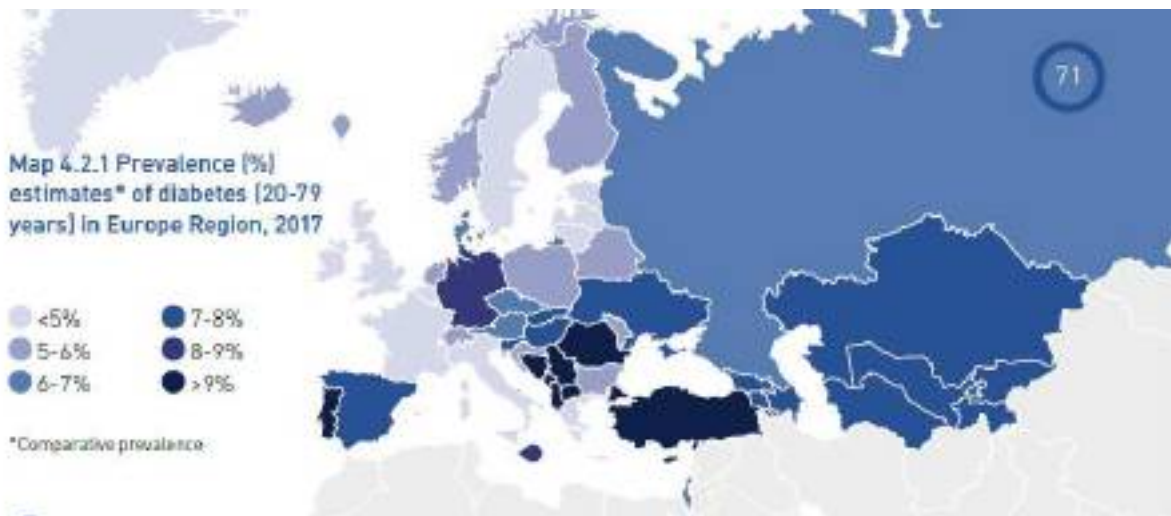 71
Map 4.2.1 Prevalence (%)
estimates* of diabetes (20-79
years) in Europe Region, 2017
<5%
5-6%
6-7%
7-8%
8-9%
>9%
*Comparative prevalence